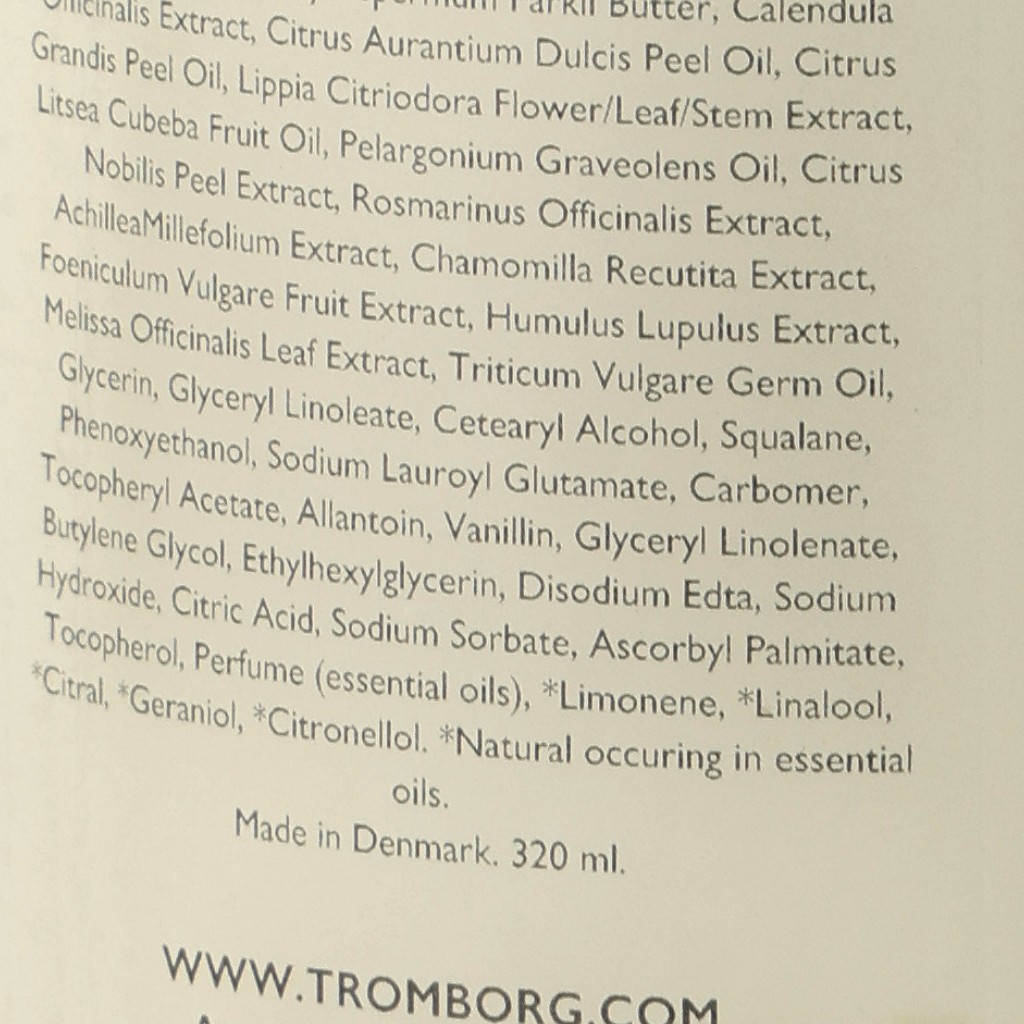 Parkii Butter, Calendula
Officinalis Extract, Citrus Aurantium Dulcis Peel Oil, Citrus
Grandis Peel Oil, Lippia Citriodora Flower/Leaf/Stem Extract,
Litsea Cubeba Fruit Oil, Pelargonium Graveolens Oil, Citrus
Nobilis Peel Extract, Rosmarinus Officinalis Extract,
AchilleaMillefolium Extract, Chamomilla Recutita Extract,
Foeniculum Vulgare Fruit Extract, Humulus Lupulus Extract,
Melissa Officinalis Leaf Extract, Triticum Vulgare Germ Oil,
Glycerin, Glyceryl Linoleate, Cetearyl Alcohol, Squalane,
Phenoxyethanol, Sodium Lauroyl Glutamate, Carbomer,
Tocopheryl Acetate, Allantoin, Vanillin, Glyceryl Linolenate,
Butylene Glycol, Ethylhexylglycerin, Disodium Edta, Sodium
Hydroxide, Citric Acid, Sodium Sorbate, Ascorbyl Palmitate,
Tocopherol, Perfume (essential oils), *Limonene, *Linalool,
*Citral, *Geraniol, *Citronellol. *Natural occuring in essential
oils.
Made in Denmark. 320 ml.
WWW.TROMBORG.COM